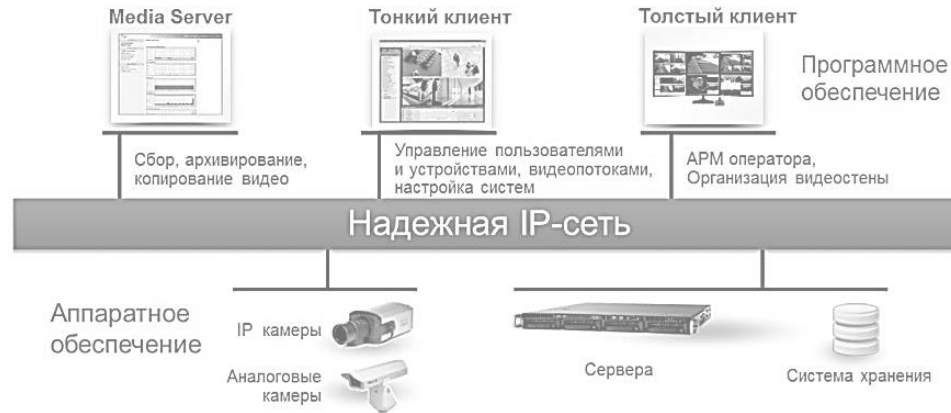 Media Server
Тонкий клиент
Толстый клиент
Программное
обеспечение
Сбор, архивирование,
копирование видео
Управление пользователями
и устройствами, видеопотоками,
настройка систем
АРМ оператора,
Организация видеостены
Надежная IP-сеть
Аппаратное
обеспечение
IP камеры
Аналоговые
камеры
Сервера
Система хранения